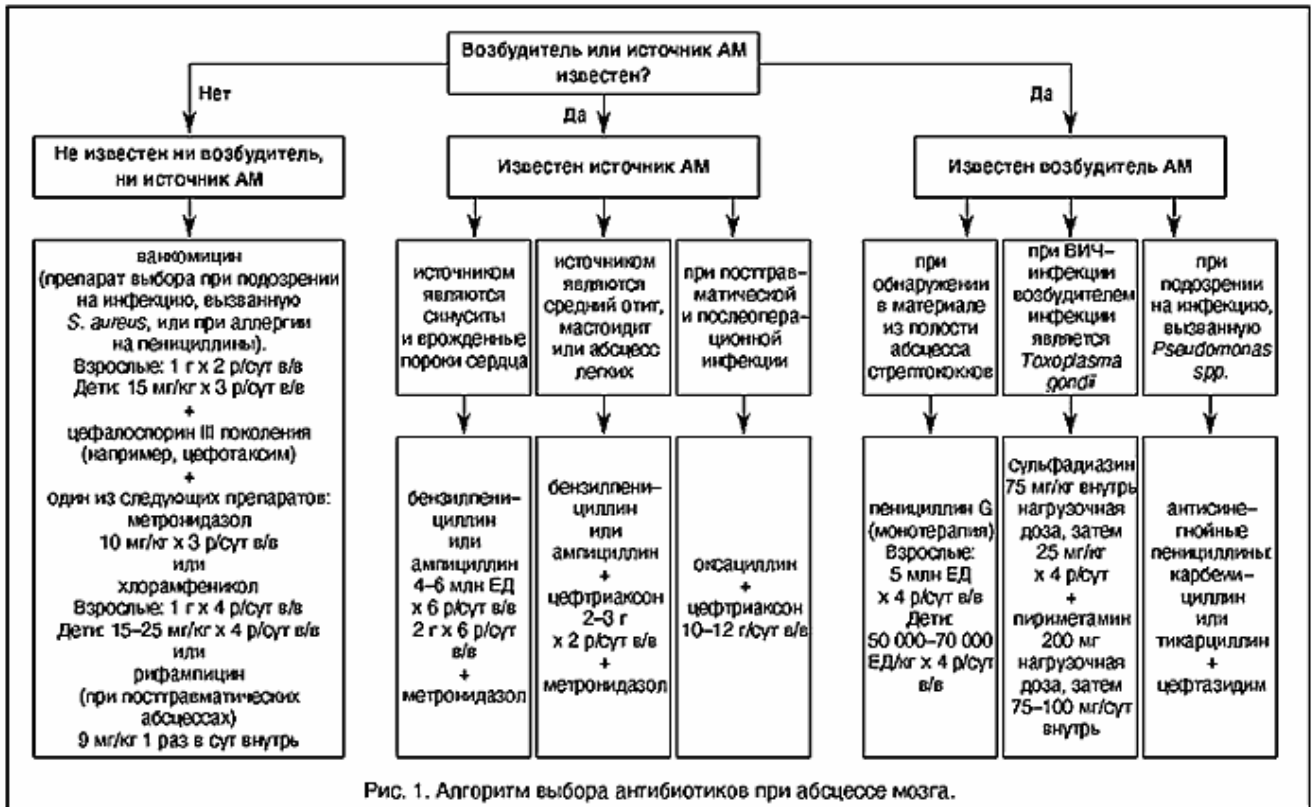 Возбудитель или источник АМ
известен?
Нет
Да
Да
Не известен ни возбудитель,
ни источник АМ
Известен источник АМ
Известен возбудитель АМ
ванкомицин
(препарат выбора при подозрении
на инфекцию, вызванную
S. aureus, или при аллергии
на пенициллины).
Взрослые: 1 г х 2 р/сут в/в
Дети: 15 мг/кг х 3 р/сут в/в
+
цефалоспорин III поколения
(например, цефотаксим)
+
один из следующих препаратов:
метронидазол
10 мг/кг х 3 р/сут в/в
или
хлорамфеникол
Взрослые: 1 г х 4 р/сут в/в
Дети: 15–25 мг/кг х 4 р/сут в/в
или
рифампицин
(при посттравматических
абсцессах)
9 мг/кг 1 раз в сут внутрь
источником
являются
синуситы
и врожденные
пороки сердца
источником
являются
средний отит,
мастоидит
или абсцесс
легких
при посттрав-
матической
и послеопера-
ционной
инфекции
при
обнаружении
в материале
из полости
абсцесса
стрептококков
при ВИЧ–
инфекции
возбудителем
инфекции
является
Toxoplasma
gondii
при
подозрении
на инфекцию,
вызванную
Pseudomonas
spp.
бензилпени-
циллин
или
ампициллин
4–6 млн ЕД
х 6 р/сут в/в
2 г х 6 р/сут
в/в
+
метронидазол
бензилпени-
циллин
или
ампициллин
+
цефтриаксон
2–3 г
х 2 р/сут в/в
+
метронидазол
оксациллин
+
цефтриаксон
10–12 г/сут в/в
пенициллин G
(монотерапия)
Взрослые:
5 млн ЕД
х 4 р/сут в/в
Дети:
50 000–70 000
ЕД/кг х 4 р/сут
в/в
сульфадиазин
75 мг/кг внутрь
нагрузочная
доза, затем
25 мг/кг
х 4 р/сут
+
пириметамин
200 мг
нагрузочная
доза, затем
75–100 мг/сут
внутрь
антисине-
гнойные
пенициллины:
карбени-
циллин
или
тикарциллин
+
цефтазидим
Рис. 1. Алгоритм выбора антибиотиков при абсцессе мозга.